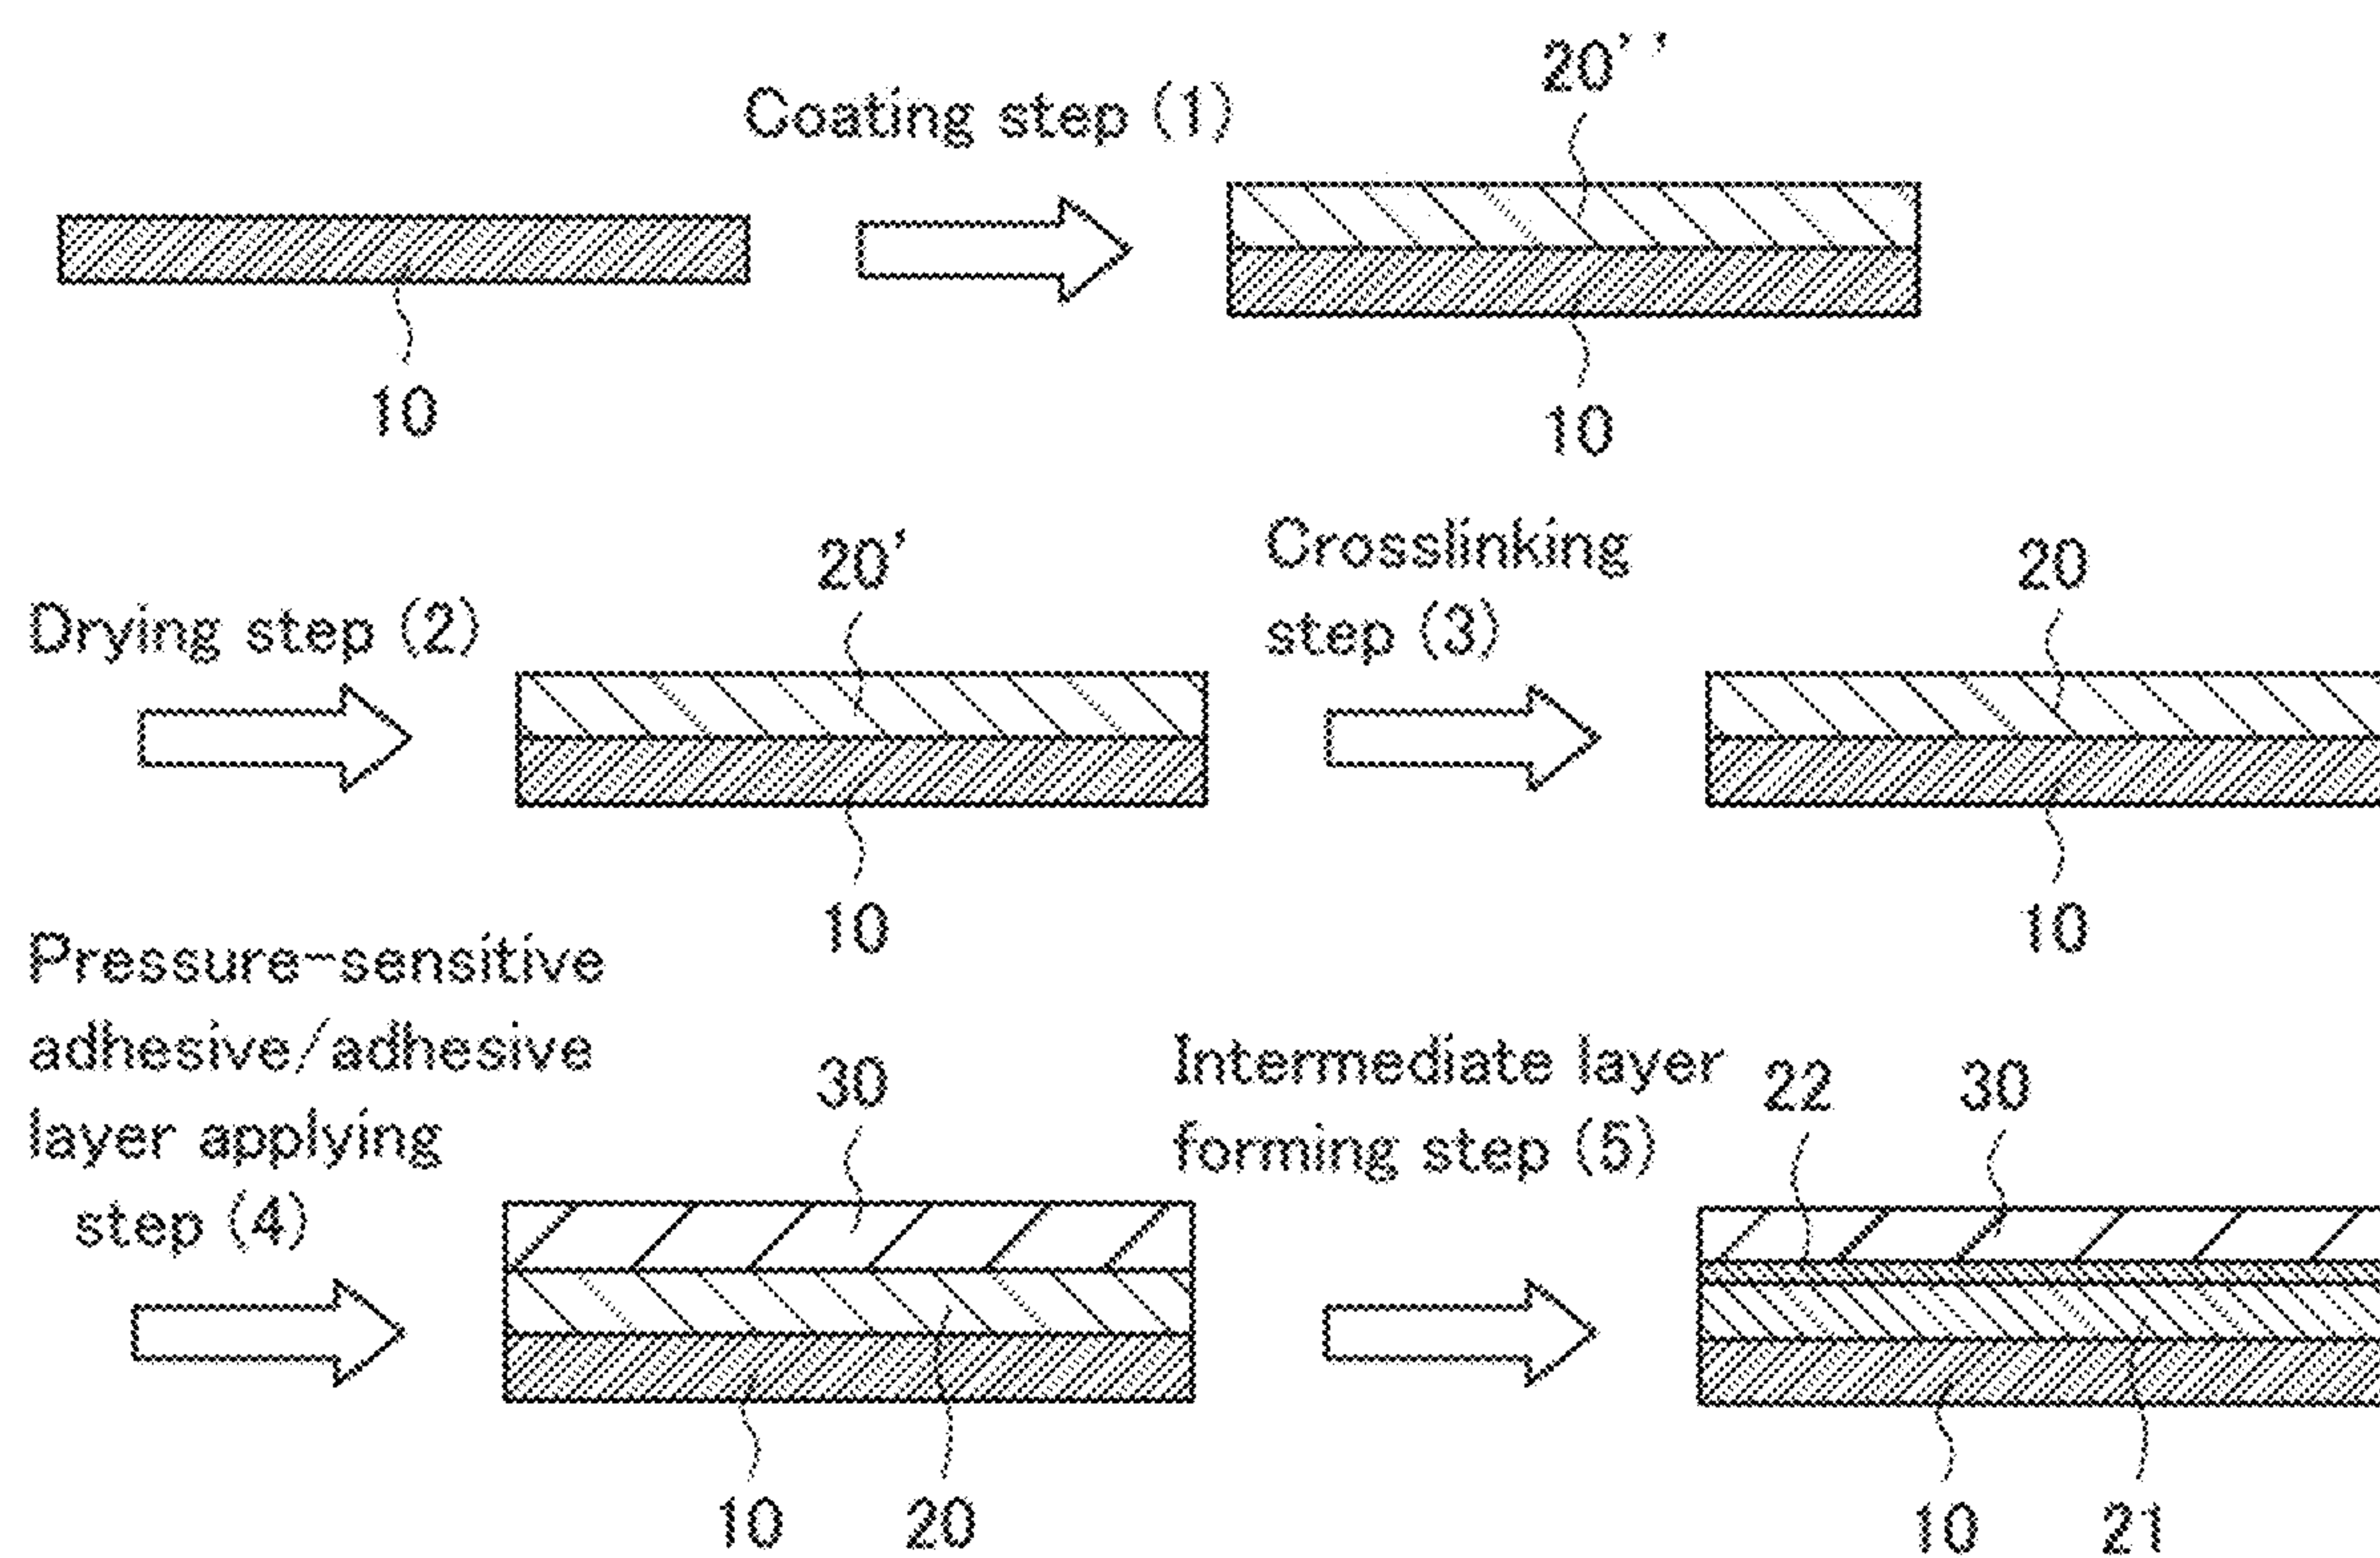 Coating step (1)
20''
10
10
Drying step (2)
20'
10
Crosslinking
step (3)
20
10
Pressure-sensitive
adhesive/adhesive
layer applying
step (4)
30
10
20
Intermediate layer
forming step (5)
22
30
10
21